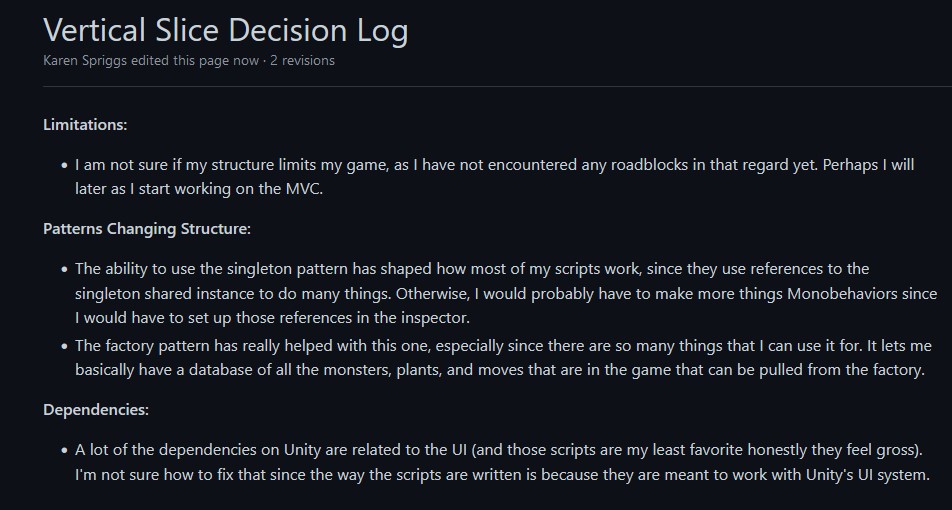 Vertical Slice Decision Log
Karen Spriggs edited this page now · 2 revisions
Limitations:
• I am not sure if my structure limits my game, as I have not encountered any roadblocks in that regard yet. Perhaps I will
later as I start working on the MVC.
Patterns Changing Structure:
• The ability to use the singleton pattern has shaped how most of my scripts work, since they use references to the
singleton shared instance to do many things. Otherwise, I would probably have to make more things Monobehaviors since
I would have to set up those references in the inspector.
• The factory pattern has really helped with this one, especially since there are so many things that I can use it for. It lets me
basically have a database of all the monsters, plants, and moves that are in the game that can be pulled from the factory.
Dependencies:
• A lot of the dependencies on Unity are related to the UI (and those scripts are my least favorite honestly they feel gross).
I'm not sure how to fix that since the way the scripts are written is because they are meant to work with Unity's UI system.